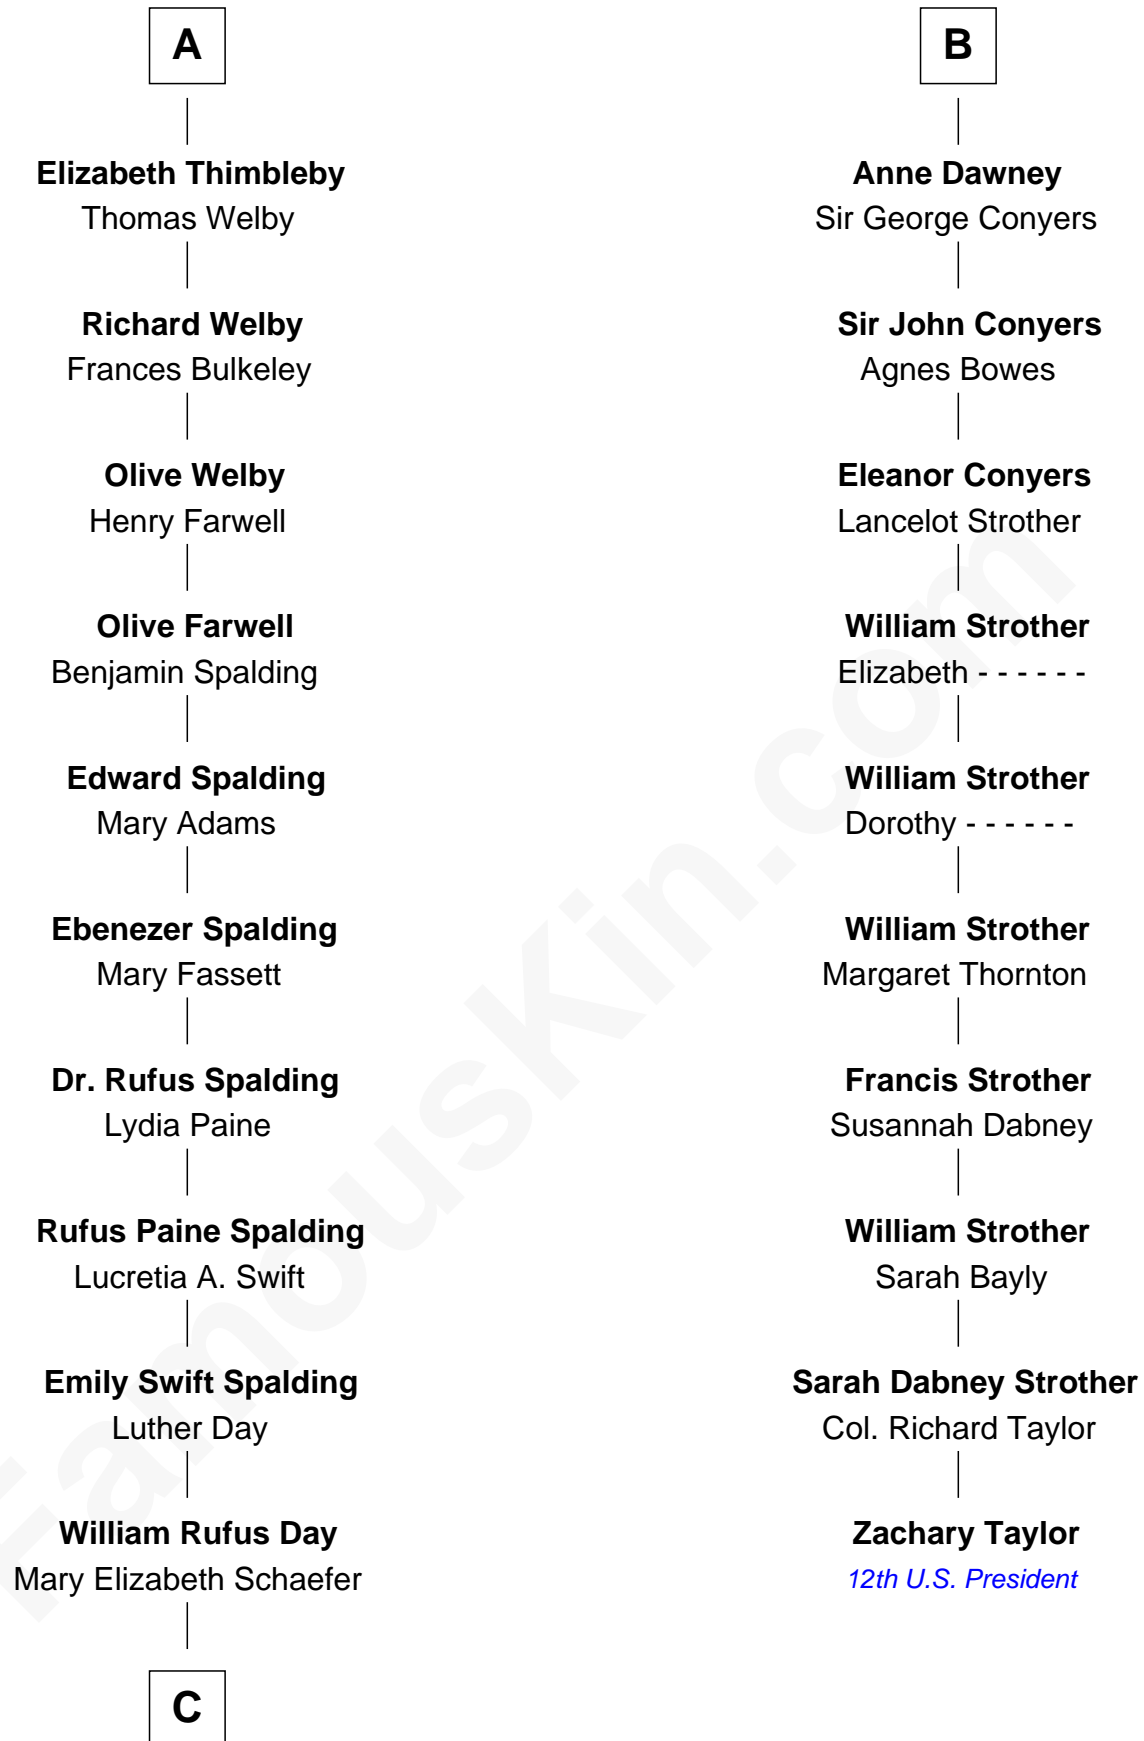 A
Elizabeth Thimbleby
Thomas Welby
Richard Welby
Frances Bulkeley
Olive Welby
Henry Farwell
Olive Farwell
Benjamin Spalding
Edward Spalding
Mary Adams
Ebenezer Spalding
Mary Fassett
Dr. Rufus Spalding
Lydia Paine
Rufus Paine Spalding
Lucretia A. Swift
Emily Swift Spalding
Luther Day
William Rufus Day
Mary Elizabeth Schaefer
C
B
Anne Dawney
Sir George Conyers
Sir John Conyers
Agnes Bowes
Eleanor Conyers
Lancelot Strother
William Strother
Elizabeth - - - - - -
William Strother
Dorothy - - - - - -
William Strother
Margaret Thornton
Francis Strother
Susannah Dabney
William Strother
Sarah Bayly
Sarah Dabney Strother
Col. Richard Taylor
Zachary Taylor
12th U.S. President
FamousKin.com